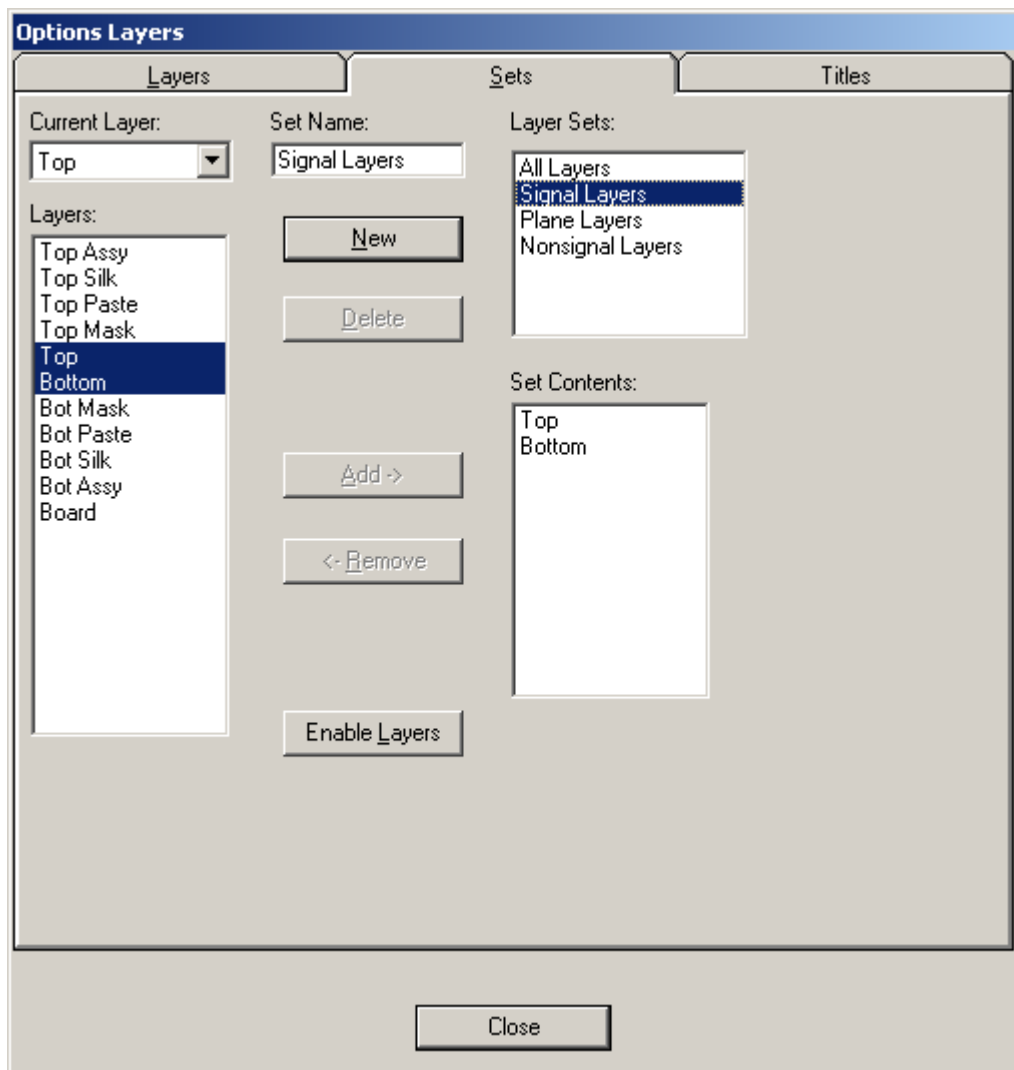 Options Layers
Layers
Sets
Titles
Current Layer:
Top
Layers:
Top Assy
Top Silk
Top Paste
Top Mask
Top
Bottom
Bot Mask
Bot Paste
Bot Silk
Bot Assy
Board
Set Name:
Signal Layers
New
Delete
Add ->
<- Remove
Enable Layers
Layer Sets:
All Layers
Signal Layers
Plane Layers
Nonsignal Layers
Set Contents:
Top
Bottom
Close